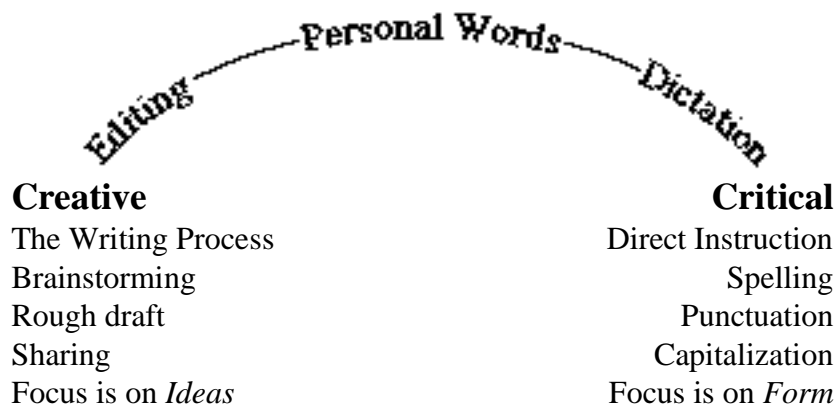 Editing Personal Words Dictation
Creative Critical
The Writing Process Direct Instruction
Brainstorming Spelling
Rough draft Punctuation
Sharing Capitalization
Focus is on Ideas Focus is on Form